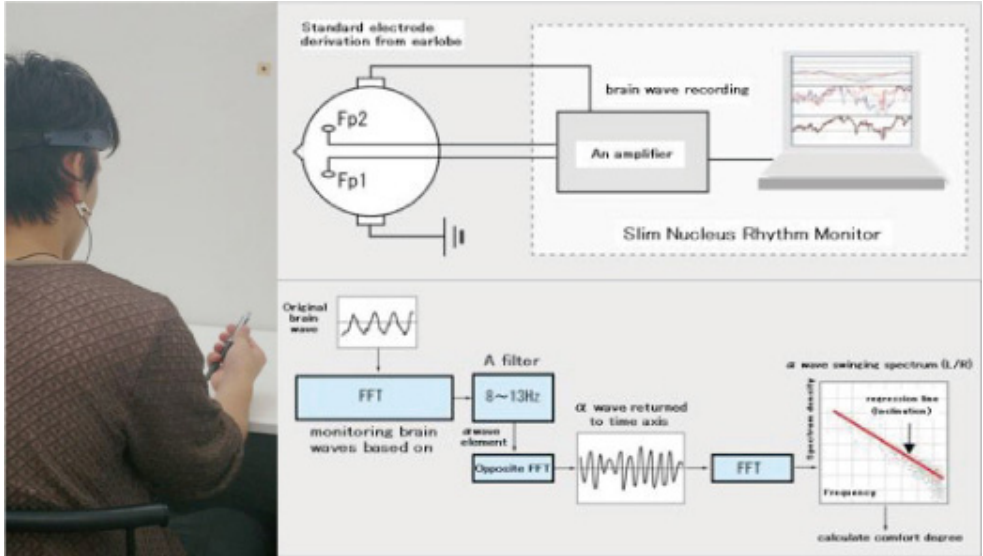 Standard electrode
derivation from earlobe
Fp2
Fp1
brain wave recording
An amplifier
Slim Nucleus Rhythm Monitor
Original
brain
wave
FFT
monitoring brain
waves based on
A filter
8~13Hz
αwave
element
Opposite FFT
α wave returned
to time axis
FFT
α wave swinging spectrum (L/R)
Spectrum density
regression line
(inclination)
Frequency
calculate comfort degree